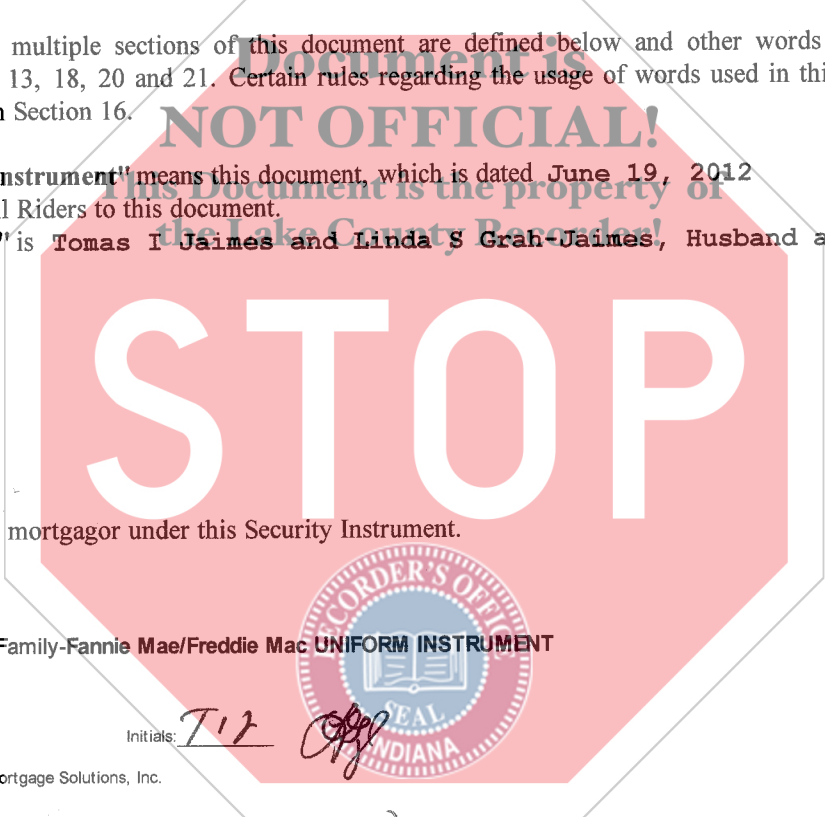 multiple sections of this document are defined below and other words
Document is
13, 18, 20 and 21. Certain rules regarding the usage of words used in thi
n Section 16.
NOT OFFICIAL!
nstrument" means this document, which is dated June 19, 2012
This Document is the property of
l Riders to this document.
the Lake County Recorder!
" is Tomas I Jaimes and Linda S Grah-Jaimes, Husband a
STOP
mortgagor under this Security Instrument.
RECORDER'S OFFICE
Family-Fannie Mae/Freddie Mac UNIFORM INSTRUMENT
SEAL
INDIANA
Initials: TIJ
ortgage Solutions, Inc.